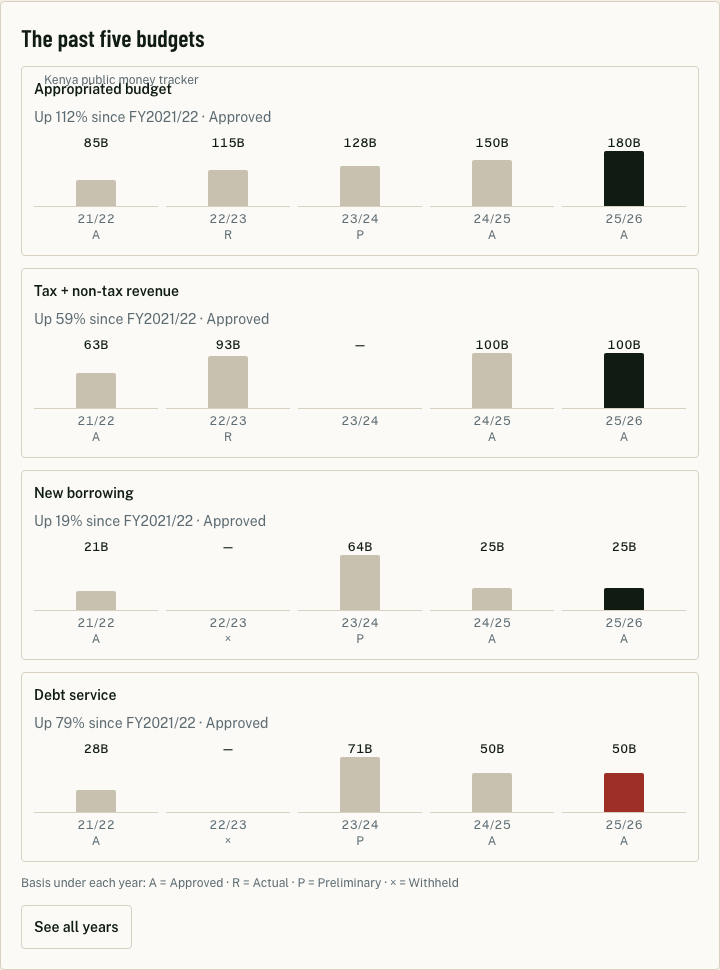 The past five budgets
Kenya public money tracker
Appropriated budget
Up 112% since FY2021/22 · Approved
85B 115B 128B 150B 180B
21/22 22/23 23/24 24/25 25/26
A R P A A
Tax + non-tax revenue
Up 59% since FY2021/22 · Approved
63B 93B — 100B 100B
21/22 22/23 23/24 24/25 25/26
A R A A
New borrowing
Up 19% since FY2021/22 · Approved
21B — 64B 25B 25B
21/22 22/23 23/24 24/25 25/26
A × P A A
Debt service
Up 79% since FY2021/22 · Approved
28B — 71B 50B 50B
21/22 22/23 23/24 24/25 25/26
A × P A A
Basis under each year: A = Approved · R = Actual · P = Preliminary · × = Withheld
See all years